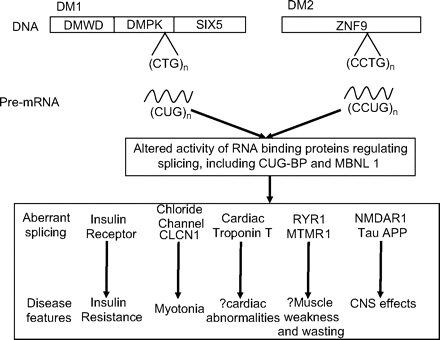 DM1
DM2
DNA
DMWD
DMPK
SIX5
ZNF9
(CTG)n
(CCTG)n
Pre-mRNA
(CUG)n
(CCUG)n
Altered activity of RNA binding proteins regulating
splicing, including CUG-BP and MBNL 1
Aberrant
splicing
Insulin
Receptor
Chloride
Channel
CLCN1
Cardiac
Troponin T
RYR1
MTMR1
NMDAR1
Tau APP
Disease
features
Insulin
Resistance
Myotonia
?cardiac
abnormalities
?Muscle
weakness
and wasting
CNS effects